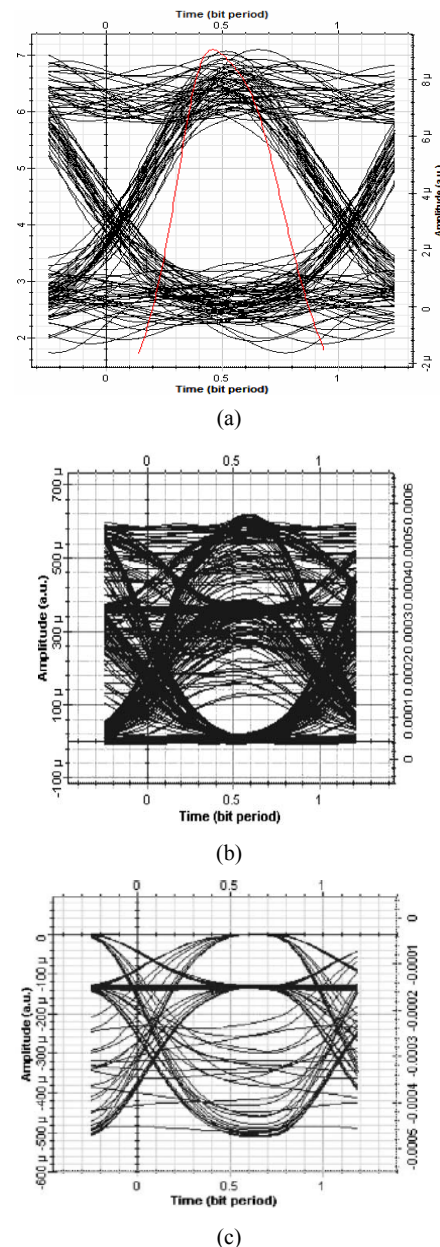 Time (bit period)
0 0.5 1
7
6
5
4
3
2
8 µ
6 µ
4 µ
2 µ
0
-2 µ
Amplitude (a.u.)
0 0.5 1
Time (bit period)
(a)
0 0.5 1
Amplitude (a.u.)
700 µ
500 µ
300 µ
100 µ
-100 µ
0.0006
0.0005
0.0004
0.0003
0.0002
0.0001
0
0 0.5 1
Time (bit period)
(b)
0 0.5 1
Amplitude (a.u.)
0
-100 µ
-200 µ
-300 µ
-400 µ
-500 µ
-600 µ
0
-0.0001
-0.0002
-0.0003
-0.0004
-0.0005
0 0.5 1
Time (bit period)
(c)